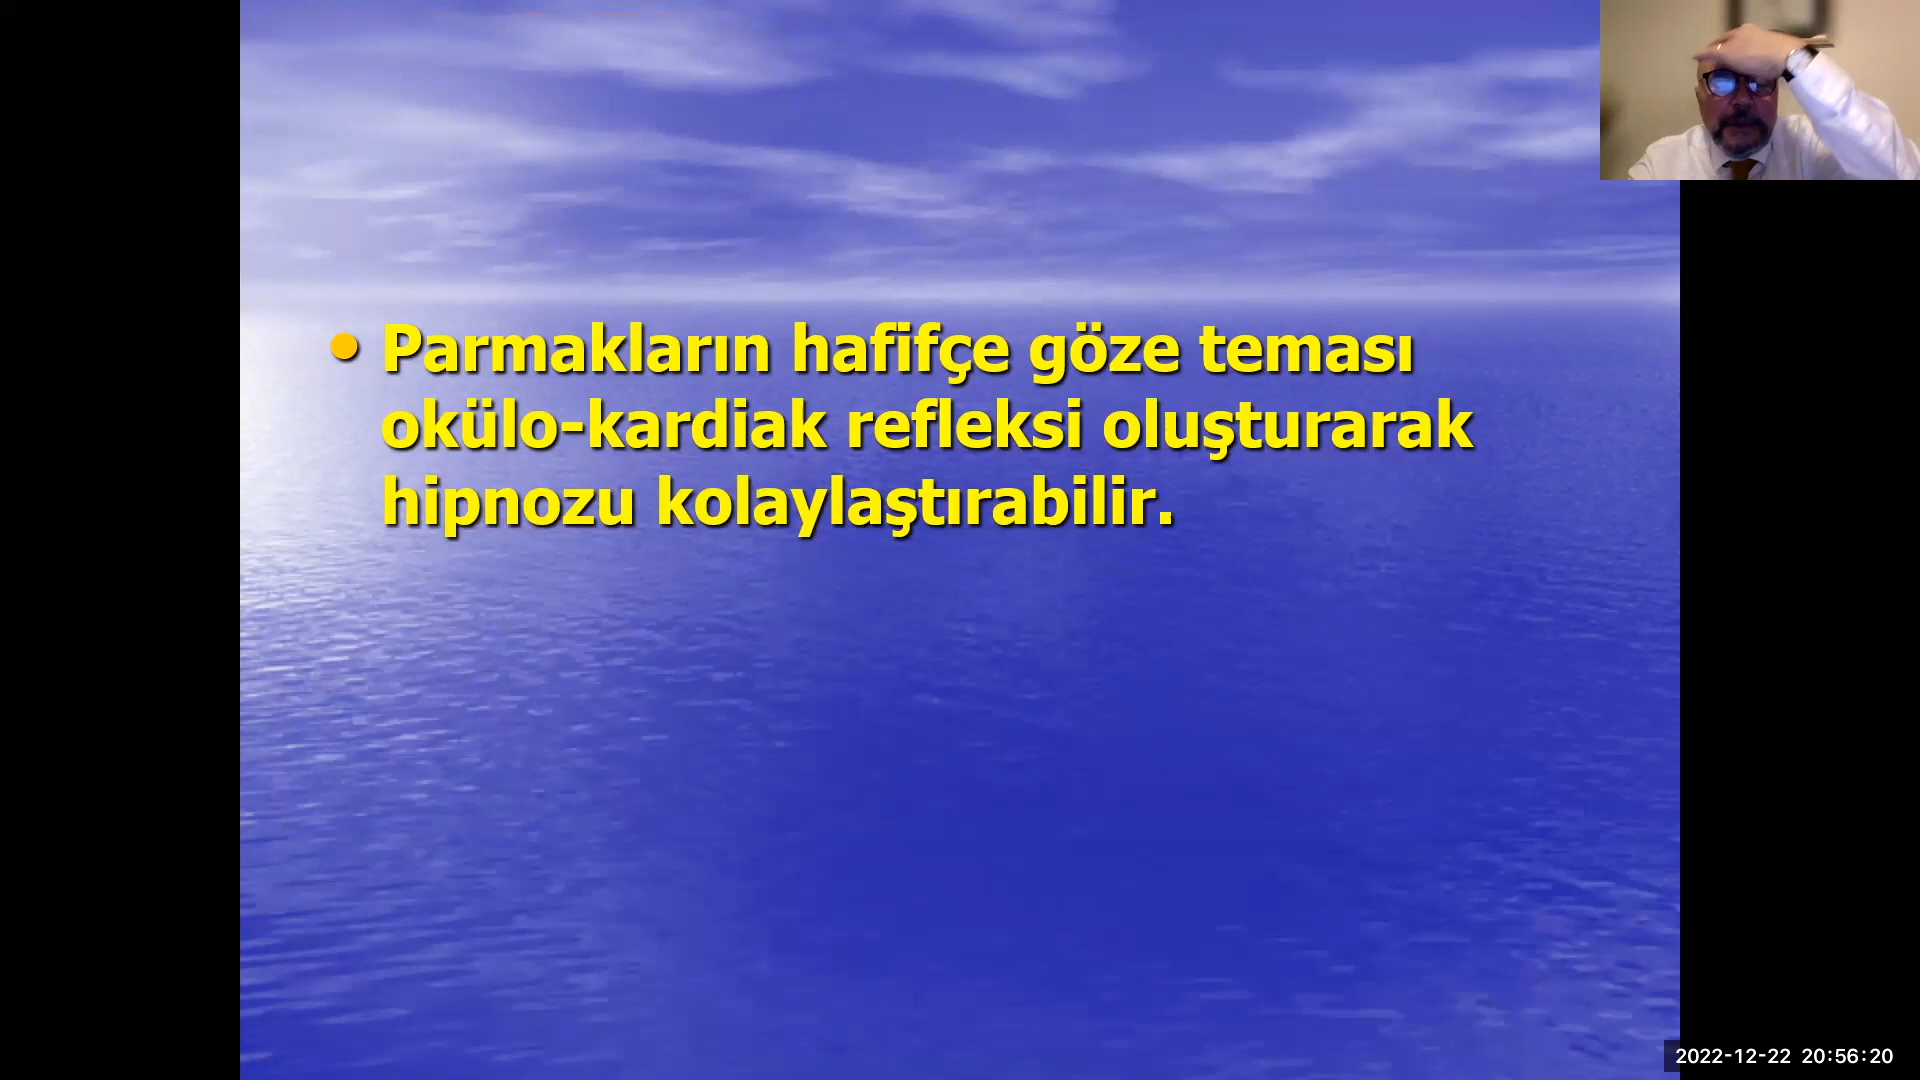 Parmakların hafifçe göze teması
okülo-kardiak refleksi oluşturarak
hipnozu kolaylaştırabilir.
2022-12-22 20:56:20